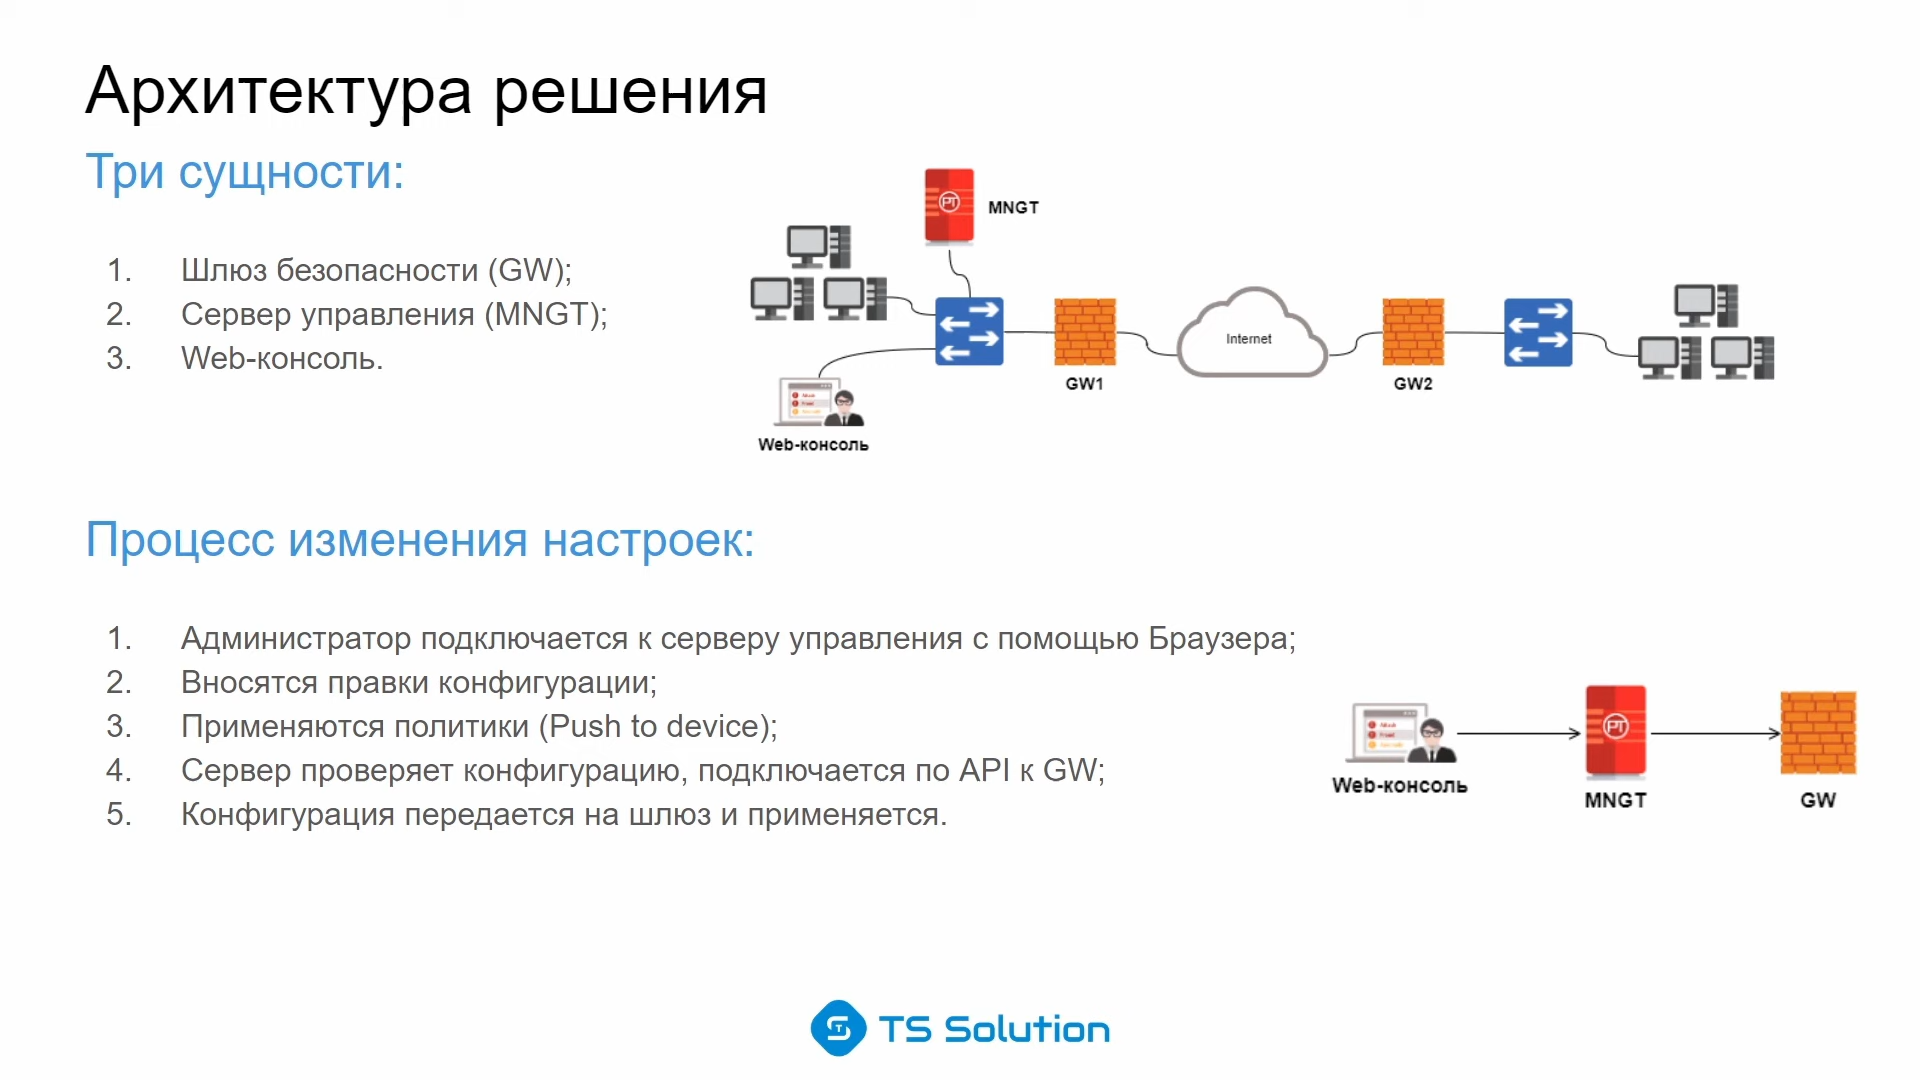 Архитектура решения
Три сущности:
1. Шлюз безопасности (GW);
2. Сервер управления (MNGT);
3. Web-консоль.
PT
MNGT
GW1
Internet
GW2
Web-консоль
Процесс изменения настроек:
1. Администратор подключается к серверу управления с помощью Браузера;
2. Вносятся правки конфигурации;
3. Применяются политики (Push to device);
4. Сервер проверяет конфигурацию, подключается по API к GW;
5. Конфигурация передается на шлюз и применяется.
PT
Web-консоль
MNGT
GW
TS Solution